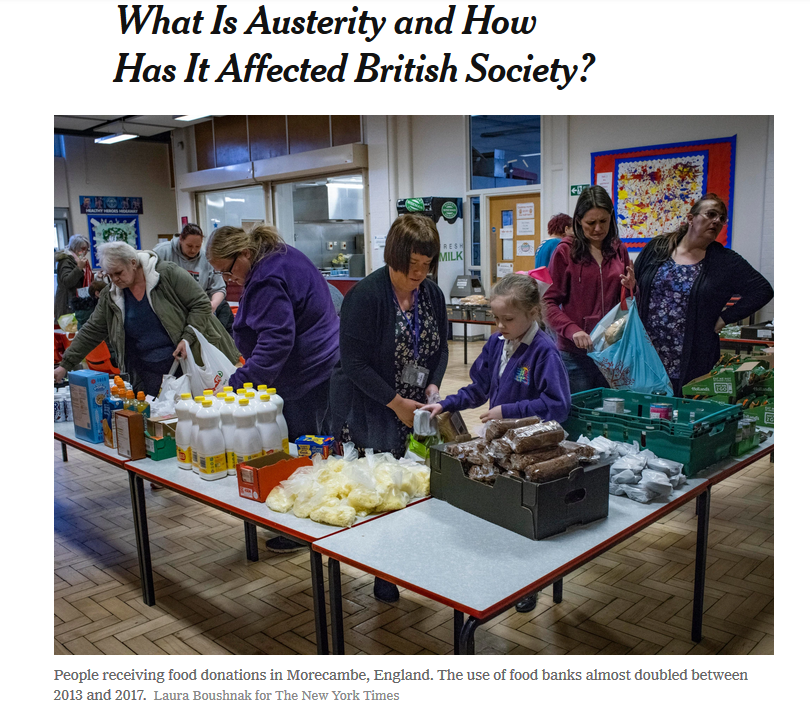 What Is Austerity and How
Has It Affected British Society?
FRESH
MILK
People receiving food donations in Morecambe, England. The use of food banks almost doubled between
2013 and 2017. Laura Boushnak for The New York Times